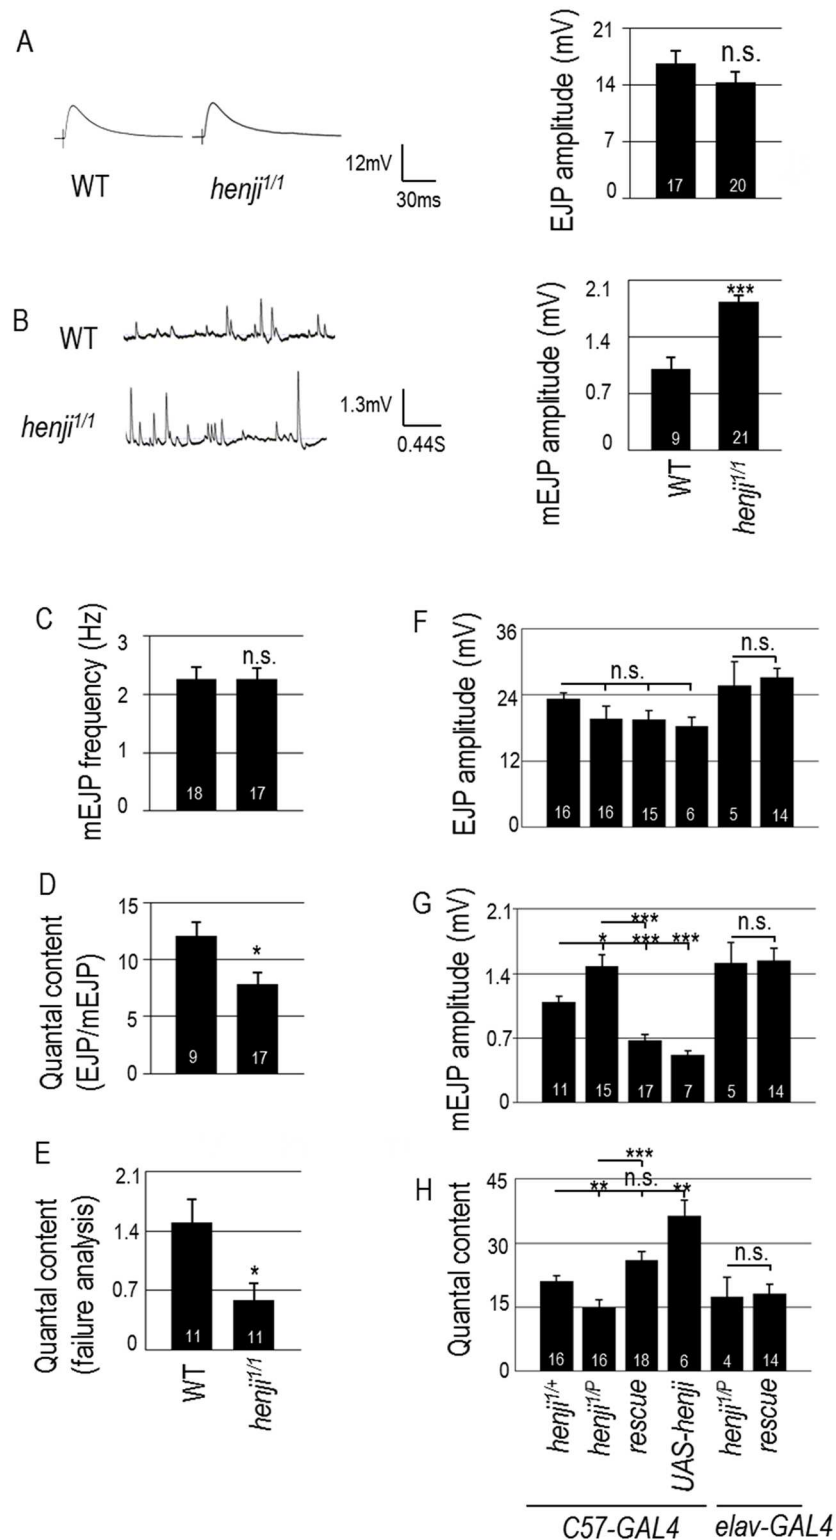 A
WT
henji1/1
12mV
30ms
EJP amplitude (mV)
21
14
7
0
n.s.
17
20
B
WT
henji1/1
1.3mV
0.44S
mEJP amplitude (mV)
2.1
1.4
0.7
0
***
9
21
WT
henji1/1
C
mEJP frequency (Hz)
3
2
1
0
n.s.
18
17
D
Quantal content
(EJP/mEJP)
15
10
5
0
*
9
17
E
Quantal content
(failure analysis)
2.1
1.4
0.7
0
*
11
11
WT
henji1/1
F
EJP amplitude (mV)
36
24
12
0
n.s.
n.s.
16
16
15
6
5
14
G
mEJP amplitude (mV)
2.1
1.4
0.7
0
***
* *** ***
n.s.
11
15
17
7
5
14
H
Quantal content
45
30
15
0
***
** n.s. **
n.s.
16
16
18
6
4
14
henji1/+
henji1/P
rescue
UAS-henji
henji1/P
rescue
C57-GAL4
elav-GAL4